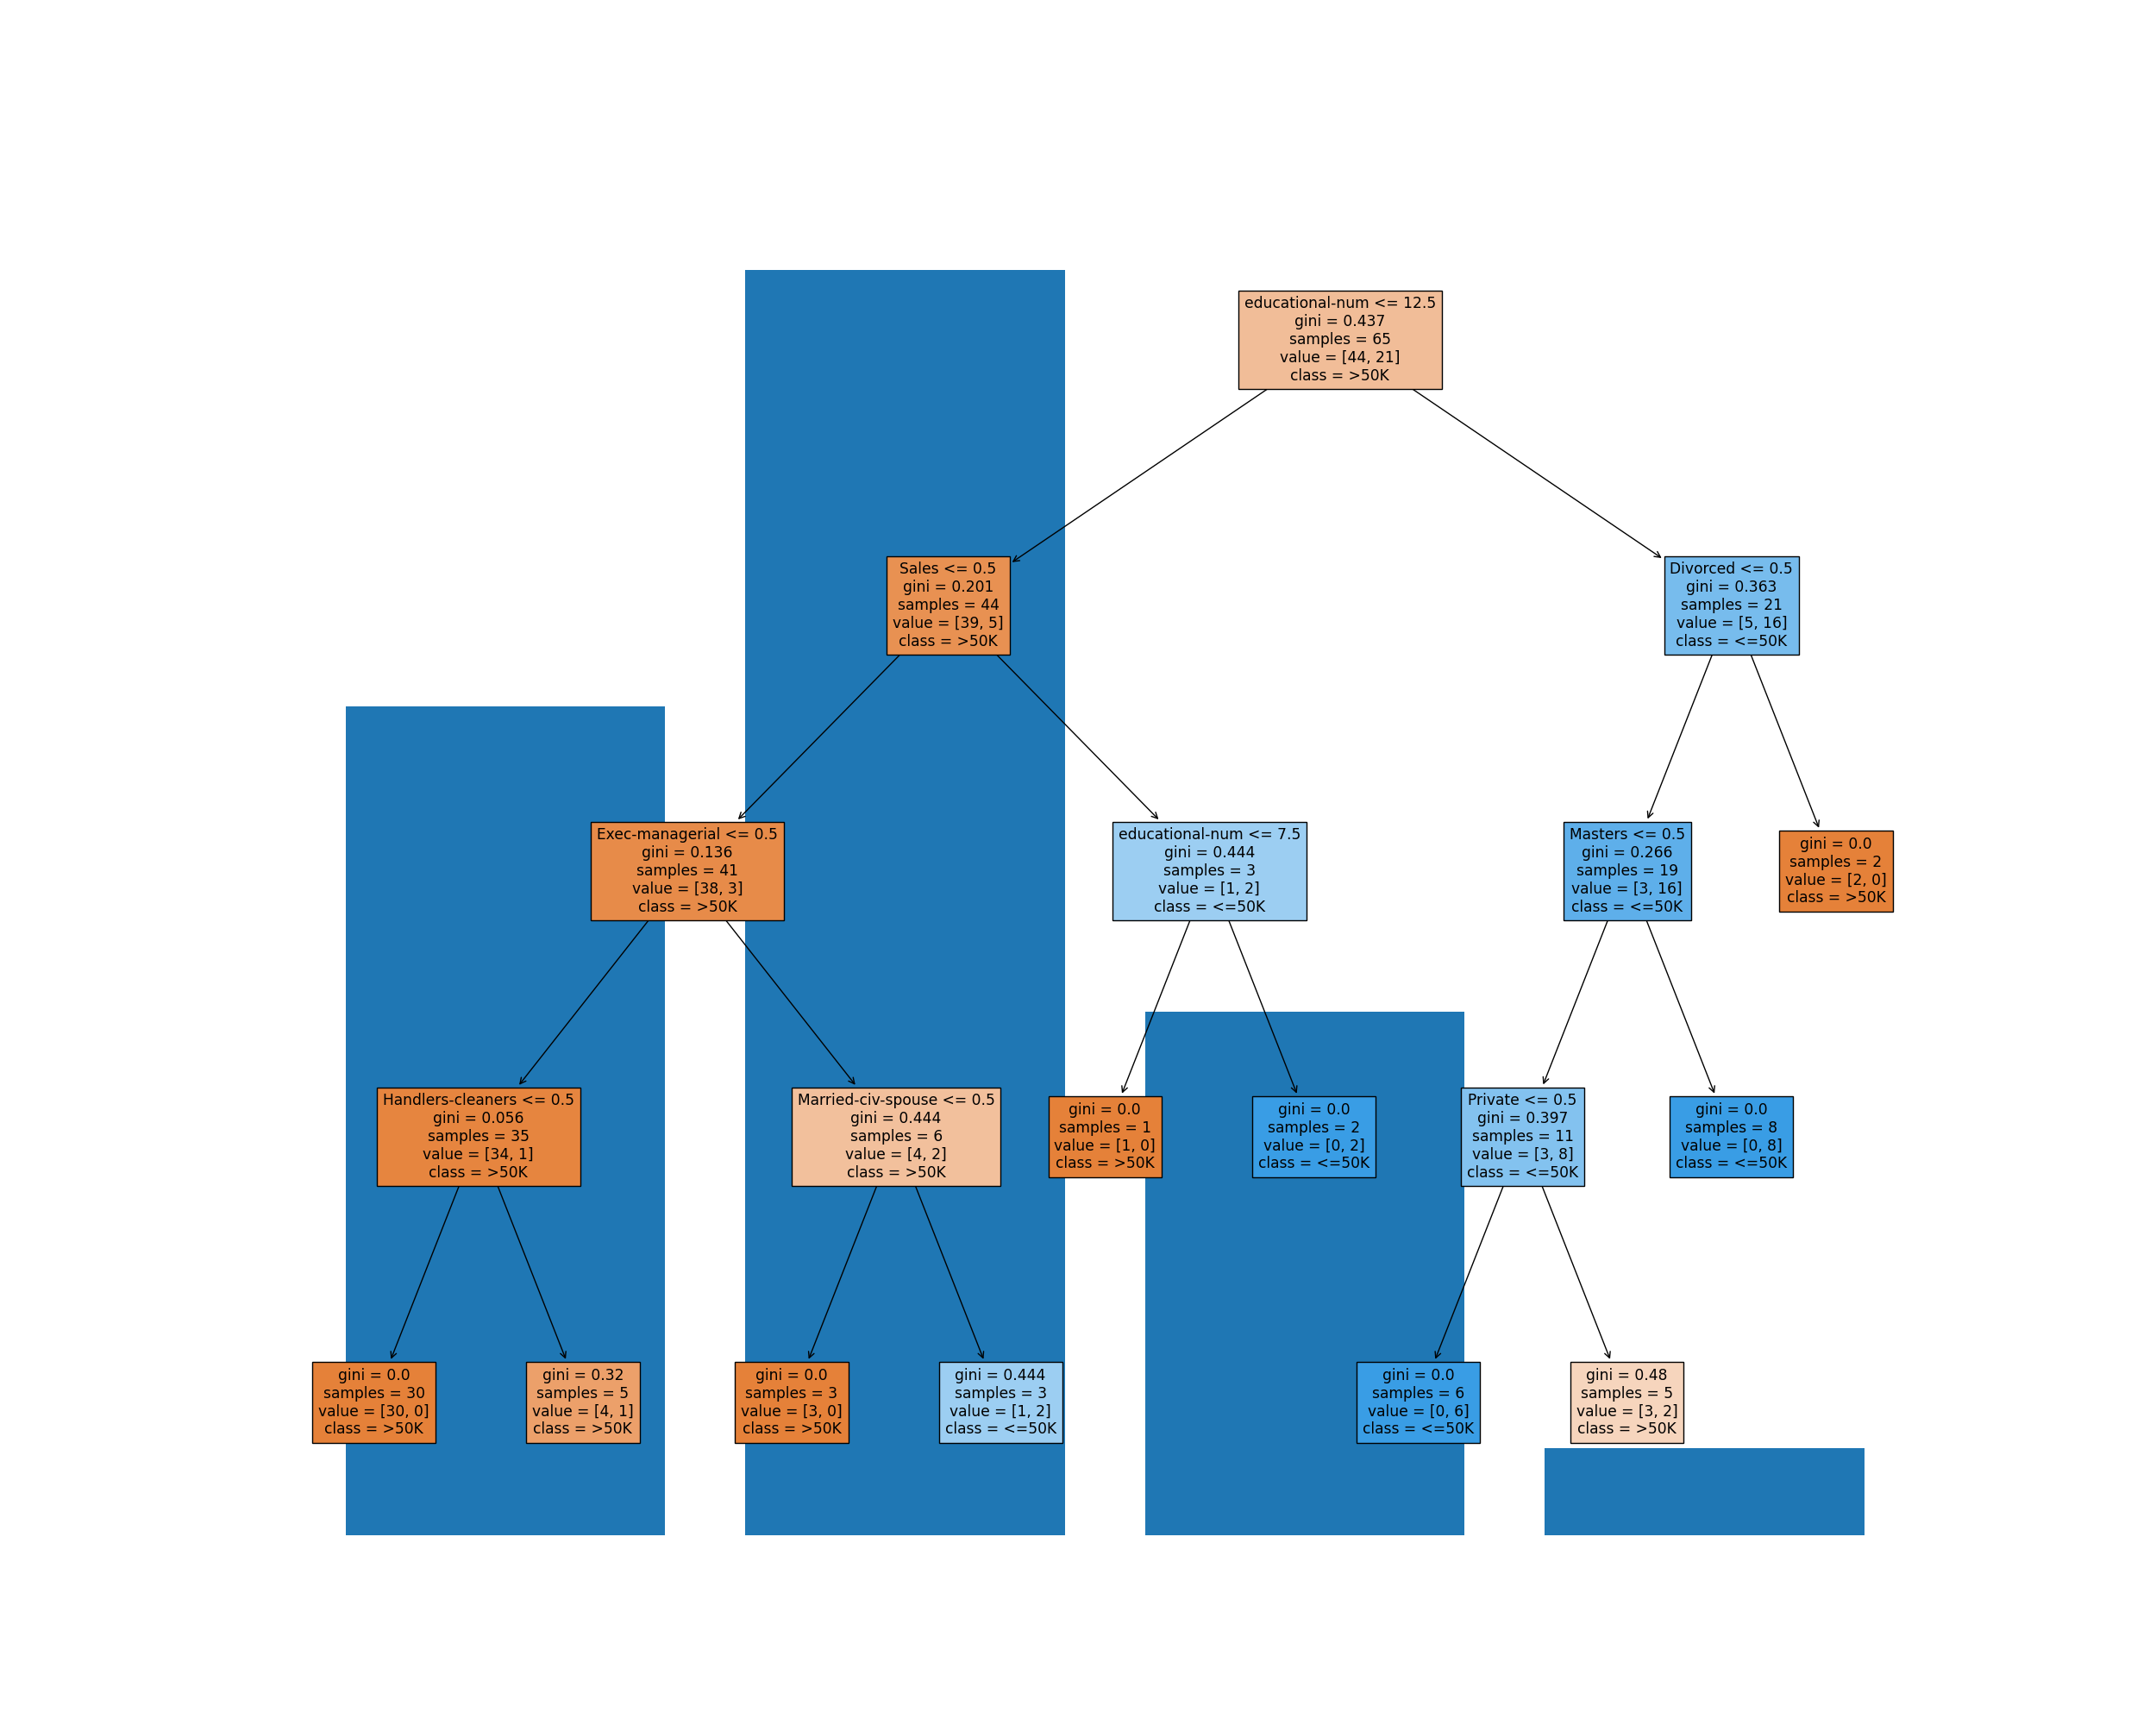 educational-num <= 12.5
gini = 0.437
samples = 65
value = [44, 21]
class = >50K
Sales <= 0.5
gini = 0.201
samples = 44
value = [39, 5]
class = >50K
Divorced <= 0.5
gini = 0.363
samples = 21
value = [5, 16]
class = <=50K
Exec-managerial <= 0.5
gini = 0.136
samples = 41
value = [38, 3]
class = >50K
educational-num <= 7.5
gini = 0.444
samples = 3
value = [1, 2]
class = <=50K
Masters <= 0.5
gini = 0.266
samples = 19
value = [3, 16]
class = <=50K
gini = 0.0
samples = 2
value = [2, 0]
class = >50K
Handlers-cleaners <= 0.5
gini = 0.056
samples = 35
value = [34, 1]
class = >50K
Married-civ-spouse <= 0.5
gini = 0.444
samples = 6
value = [4, 2]
class = >50K
gini = 0.0
samples = 1
value = [1, 0]
class = >50K
gini = 0.0
samples = 2
value = [0, 2]
class = <=50K
Private <= 0.5
gini = 0.397
samples = 11
value = [3, 8]
class = <=50K
gini = 0.0
samples = 8
value = [0, 8]
class = <=50K
gini = 0.0
samples = 30
value = [30, 0]
class = >50K
gini = 0.32
samples = 5
value = [4, 1]
class = >50K
gini = 0.0
samples = 3
value = [3, 0]
class = >50K
gini = 0.444
samples = 3
value = [1, 2]
class = <=50K
gini = 0.0
samples = 6
value = [0, 6]
class = <=50K
gini = 0.48
samples = 5
value = [3, 2]
class = >50K